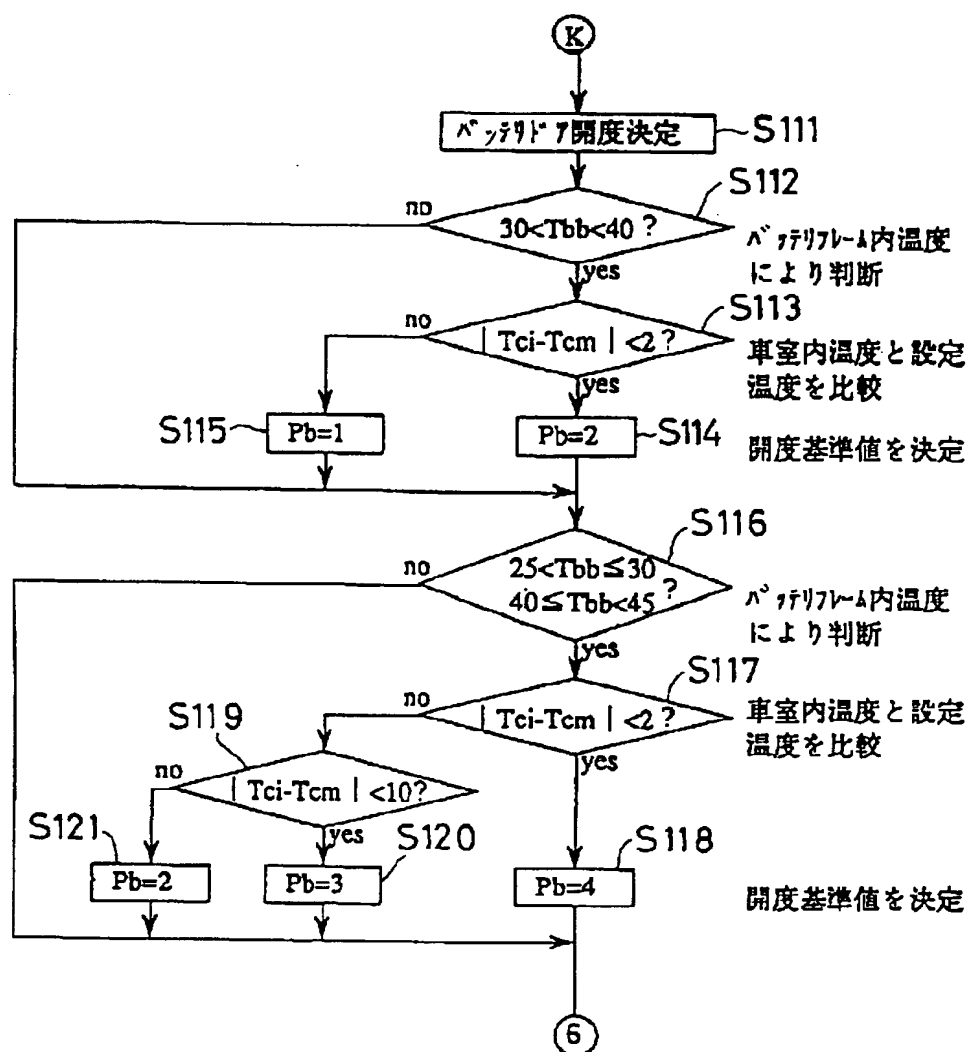 K
バッテリドア開度決定
S111
S112
no
30<Tbb<40 ?
バッテリフレーム内温度
により判断
yes
S113
no
| Tci-Tcm | <2 ?
車室内温度と設定
温度を比較
yes
S115
Pb=1
Pb=2
S114
開度基準値を決定
S116
no
25<Tbb≦30
40≦Tbb<45 ?
バッテリフレーム内温度
により判断
yes
S117
no
| Tci-Tcm | <2 ?
車室内温度と設定
温度を比較
yes
S119
no
| Tci-Tcm | <10?
yes
S121
Pb=2
S120
Pb=3
S118
Pb=4
開度基準値を決定
6